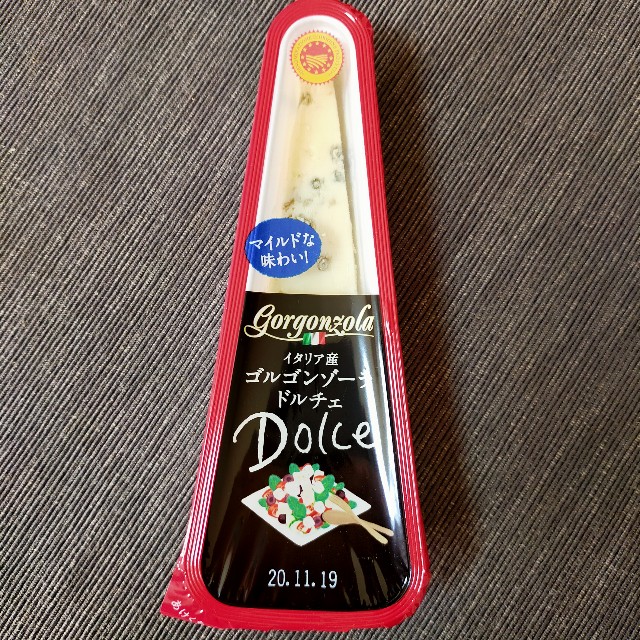 マイルドな
味わい!
Gorgonzola
イタリア産
ゴルゴンゾーラ
ドルチェ
Dolce
20.11.19